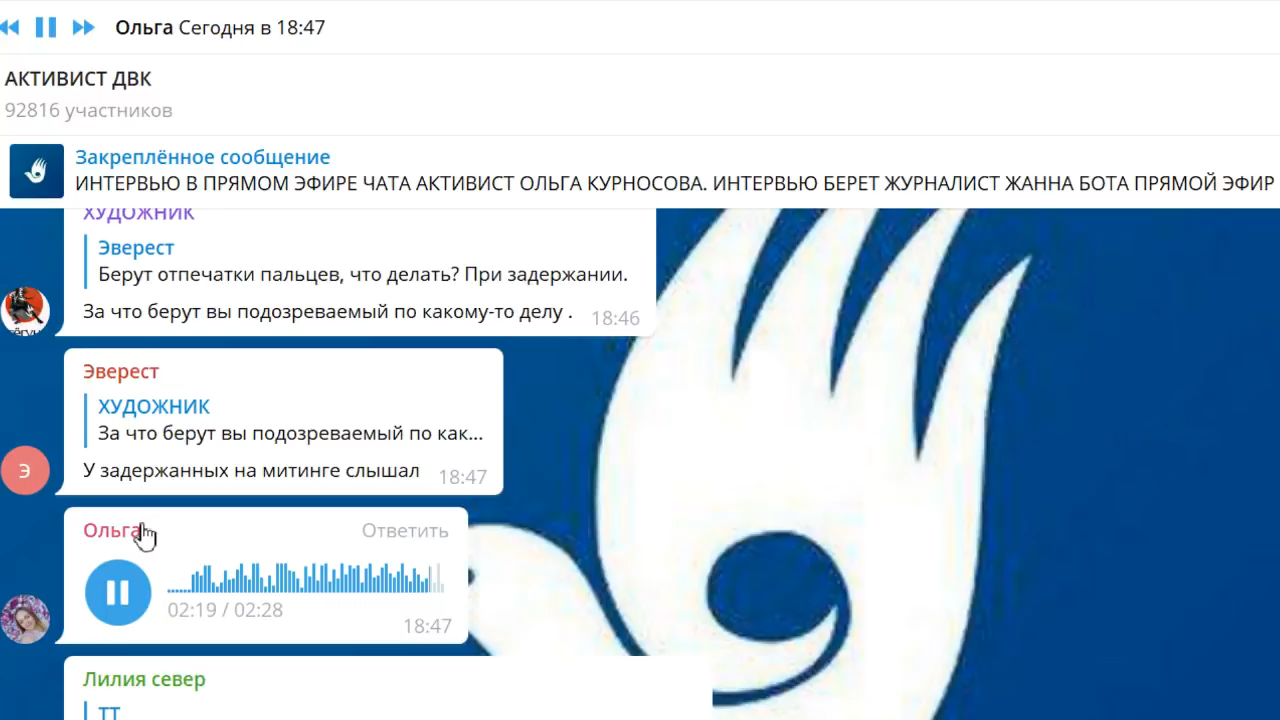 Ольга Сегодня в 18:47
АКТИВИСТ ДВК
92816 участников
Закреплённое сообщение
ИНТЕРВЬЮ В ПРЯМОМ ЭФИРЕ ЧАТА АКТИВИСТ ОЛЬГА КУРНОСОВА. ИНТЕРВЬЮ БЕРЕТ ЖУРНАЛИСТ ЖАННА БОТА ПРЯМОЙ ЭФИР
ХУДОЖНИК
Эверест
Берут отпечатки пальцев, что делать? При задержании.
За что берут вы подозреваемый по какому-то делу .
18:46
Эверест
ХУДОЖНИК
За что берут вы подозреваемый по как...
У задержанных на митинге слышал
18:47
Э
Ольга
Ответить
02:19 / 02:28
18:47
Лилия север
ТТ